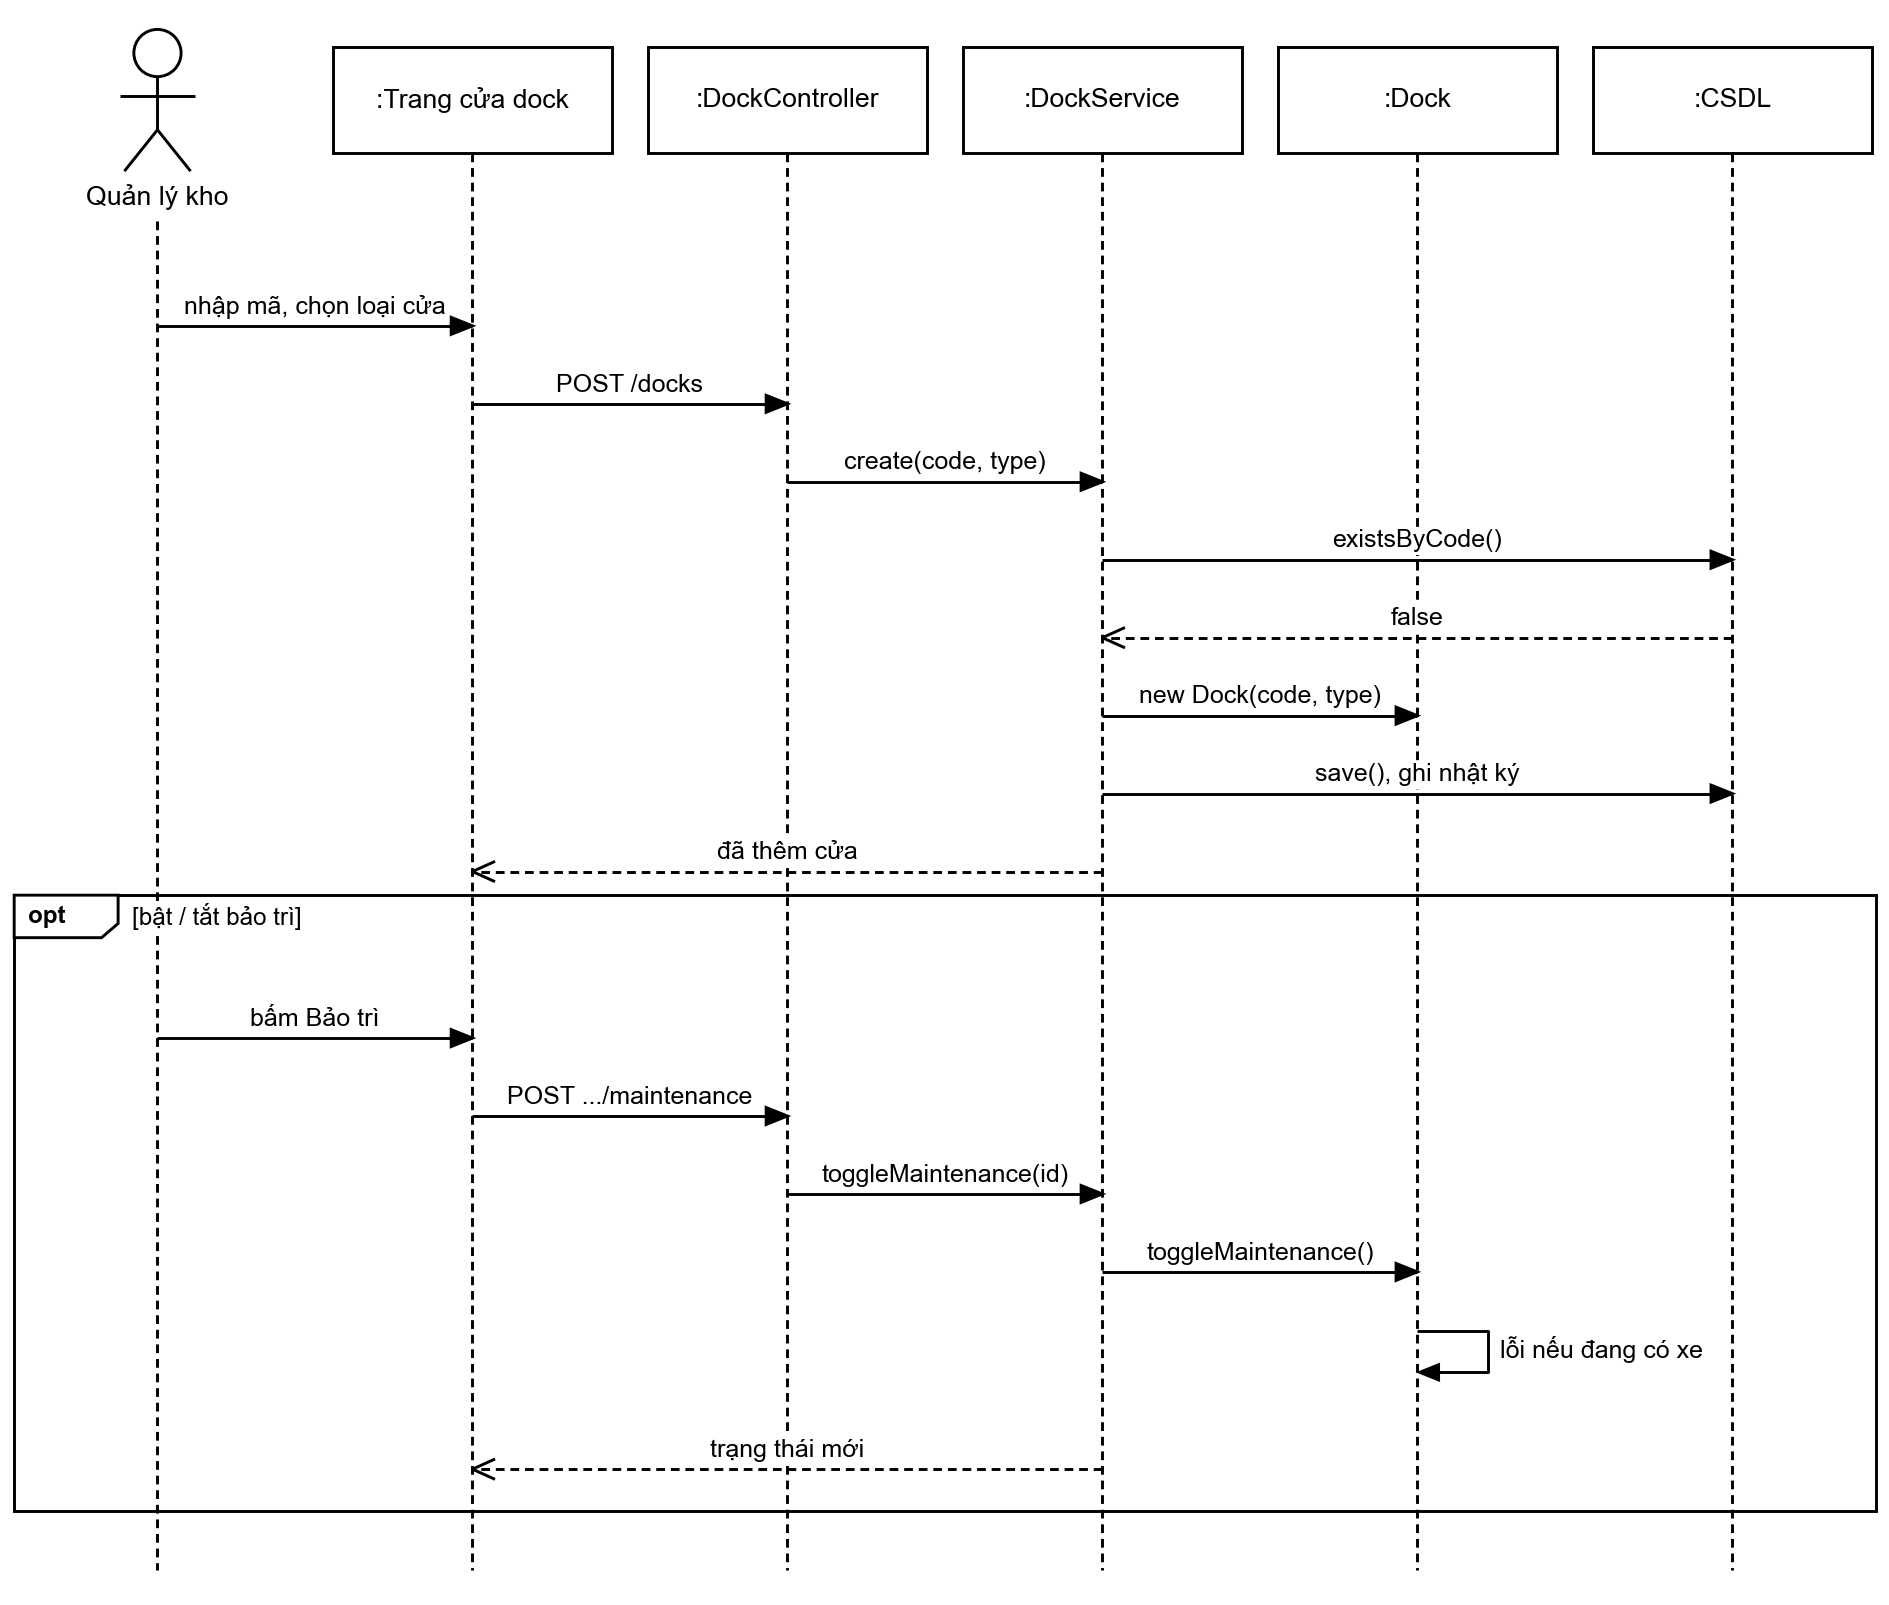 :Trang cửa dock
:DockController
:DockService
:Dock
:CSDL
Quản lý kho
nhập mã, chọn loại cửa
POST /docks
create(code, type)
existsByCode()
false
new Dock(code, type)
save(), ghi nhật ký
đã thêm cửa
opt
[bật / tắt bảo trì]
bấm Bảo trì
POST .../maintenance
toggleMaintenance(id)
toggleMaintenance()
lỗi nếu đang có xe
trạng thái mới